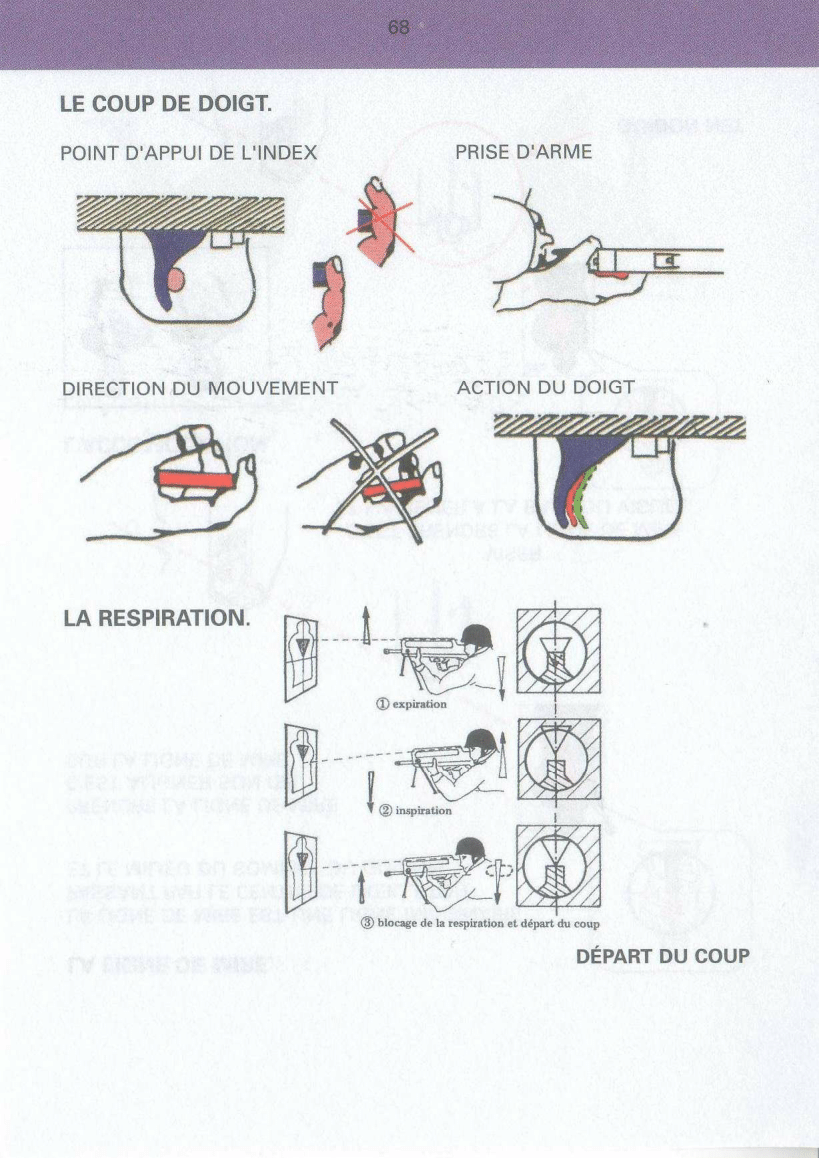 68
LE COUP DE DOIGT.
POINT D'APPUI DE L'INDEX
PRISE D'ARME
DIRECTION DU MOUVEMENT
ACTION DU DOIGT
LA RESPIRATION.
① expiration
② inspiration
③ blocage de la respiration et départ du coup
DÉPART DU COUP